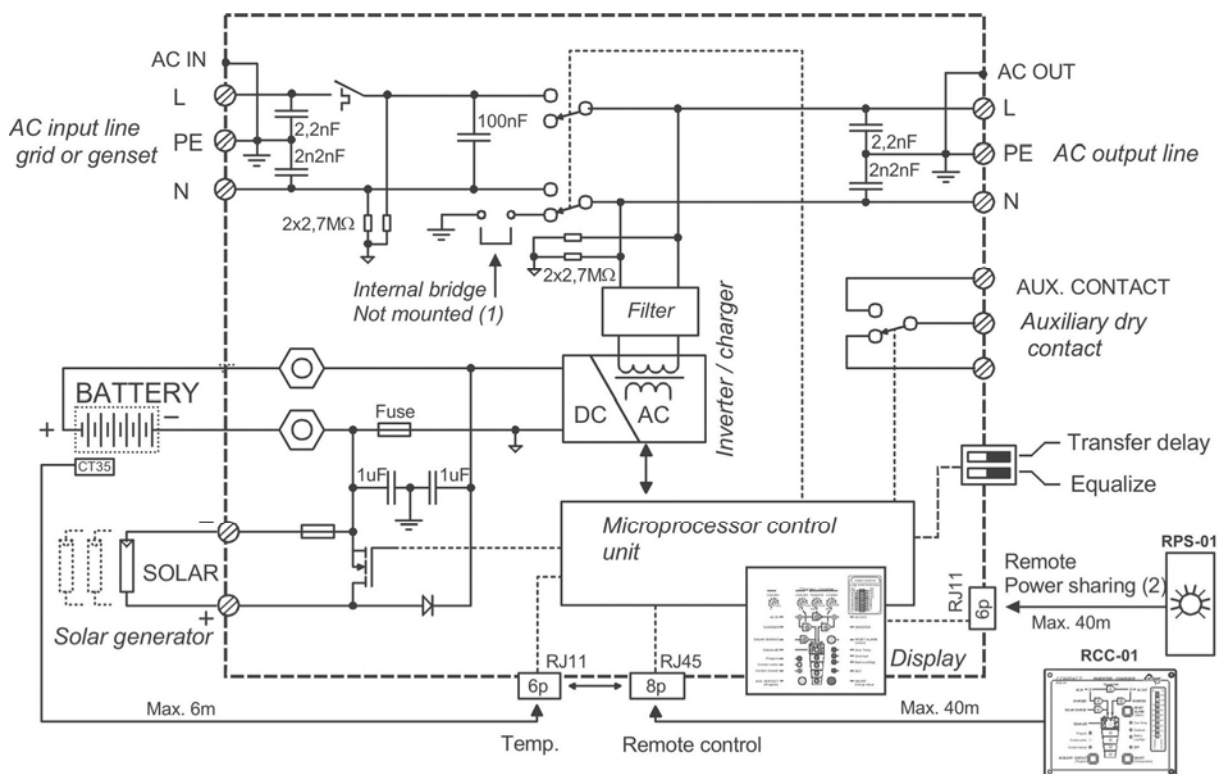 AC IN
L
AC input line
grid or genset
PE
N
2,2nF
2n2nF
100nF
2x2,7MΩ
Internal bridge
Not mounted (1)
2x2,7MΩ
Filter
Inverter / charger
DC
AC
AC OUT
L
2,2nF
PE
AC output line
2n2nF
N
AUX. CONTACT
Auxiliary dry
contact
Transfer delay
Equalize
BATTERY
+
–
CT35
Fuse
1uF
1uF
–
SOLAR
+
Solar generator
Microprocessor control
unit
Display
RJ11
6p
Remote
Power sharing (2)
Max. 40m
RPS-01
RJ11
6p
RJ45
8p
Max. 6m
Temp.
Remote control
Max. 40m
RCC-01